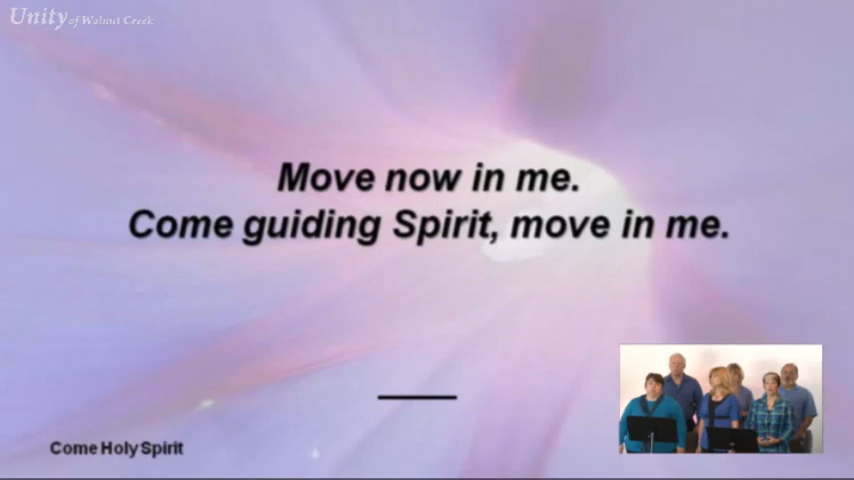 Unity of Walnut Creek
Move now in me.
Come guiding Spirit, move in me.
Come Holy Spirit